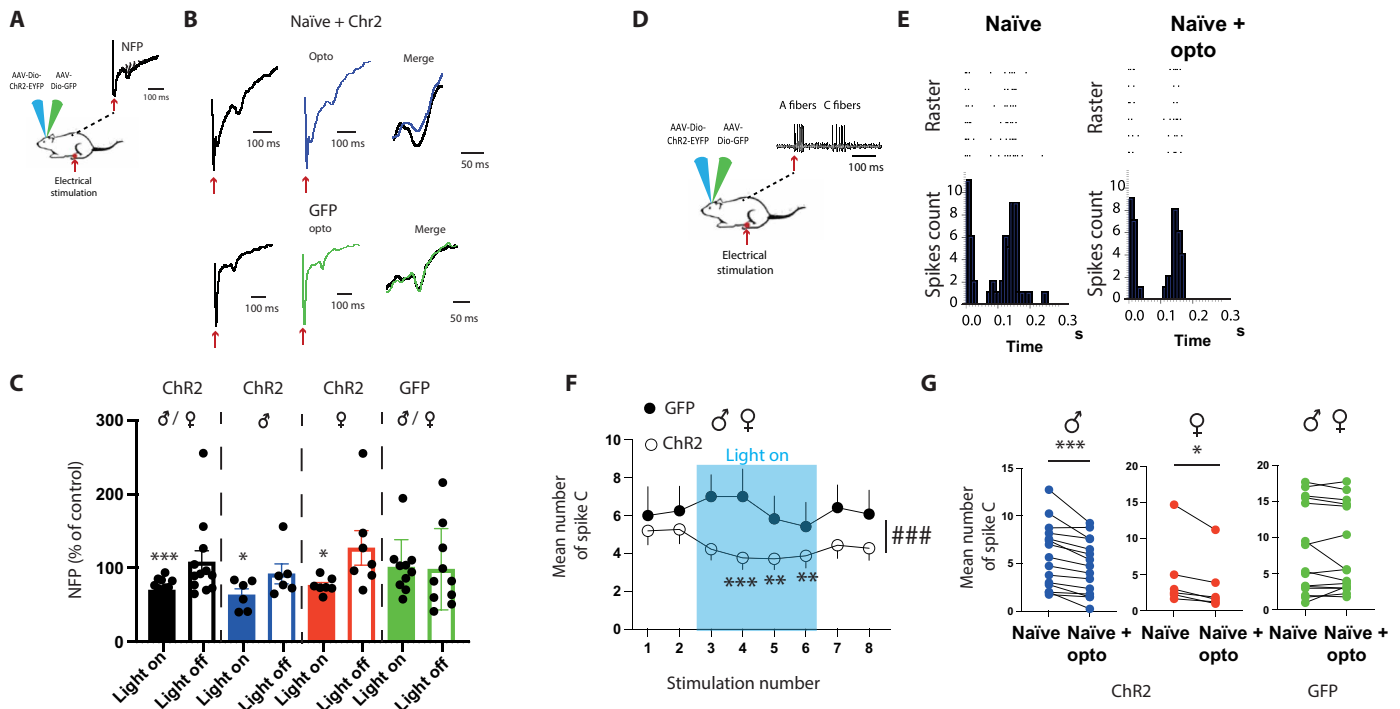 A
NFP
AAV-Dio-
ChR2-EYFP
AAV-
Dio-GFP
100 ms
Electrical
stimulation
B
Naïve + Chr2
Opto
Merge
100 ms
100 ms
50 ms
GFP
opto
Merge
100 ms
100 ms
50 ms
C
ChR2
ChR2
ChR2
GFP
♂/♀
♂
♀
♂/♀
NFP (% of control)
300
200
100
0
***
*
*
Light on
Light off
Light on
Light off
Light on
Light off
Light on
Light off
D
A fibers
C fibers
AAV-Dio-
ChR2-EYFP
AAV-
Dio-GFP
100 ms
Electrical
stimulation
E
Naïve
Naïve +
opto
Raster
Raster
Spikes count
10
8
6
4
2
0
0.0
0.1
0.2
0.3
s
Time
Spikes count
10
8
6
4
2
0
0.0
0.1
0.2
0.3
s
Time
F
GFP
ChR2
♂ ♀
Light on
Mean number
of spike C
10
8
6
4
2
0
***
**
**
###
1
2
3
4
5
6
7
8
Stimulation number
G
♂
♀
♂ ♀
***
*
Mean number
of spike C
15
10
5
0
20
15
10
5
0
20
15
10
5
0
Naïve
Naïve +
opto
Naïve
Naïve +
opto
Naïve
Naïve +
opto
ChR2
GFP